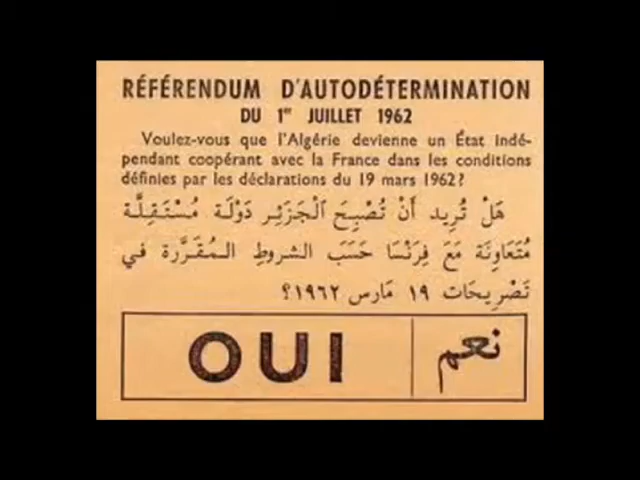 RÉFÉRENDUM D'AUTODÉTERMINATION
DU 1er JUILLET 1962
Voulez-vous que l'Algérie devienne un État indé-
pendant coopérant avec la France dans les conditions
définies par les déclarations du 19 mars 1962?
هَلْ تُرِيد أَنْ تُصْبِحَ الْجَزَئِر دَوْلَة مُسْتَقِلَّة
مُتَعَاوِنَة مَعَ فِرَنْسَا حَسَبَ الشروطِ الـمُقَرَّرة في
تَصْرِيحَات ١٩ مَارس ١٩٦٢؟
OUI نعم